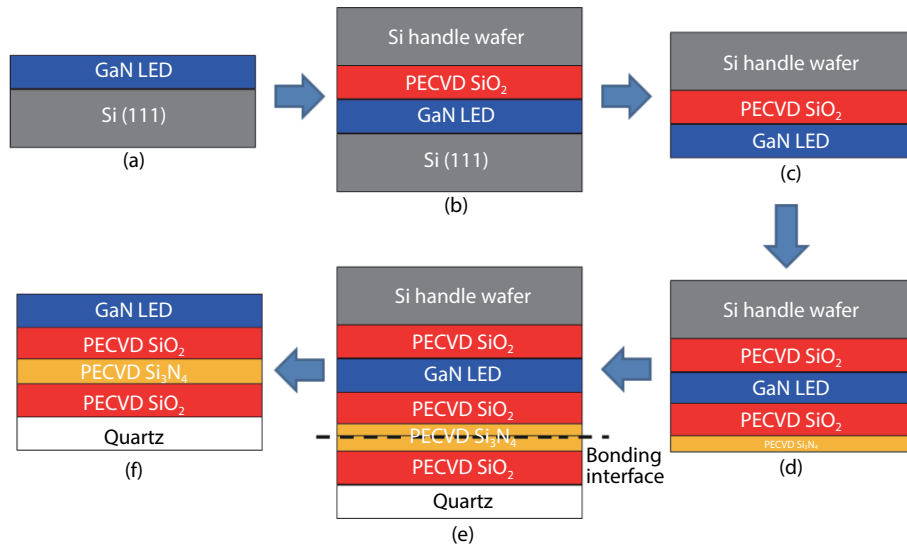 GaN LED
Si (111)
(a)
Si handle wafer
PECVD SiO₂
GaN LED
Si (111)
(b)
Si handle wafer
PECVD SiO₂
GaN LED
(c)
Si handle wafer
PECVD SiO₂
GaN LED
PECVD SiO₂
PECVD Si₃N₄
(d)
Si handle wafer
PECVD SiO₂
GaN LED
PECVD SiO₂
PECVD Si₃N₄
Bonding
interface
PECVD SiO₂
Quartz
(e)
GaN LED
PECVD SiO₂
PECVD Si₃N₄
PECVD SiO₂
Quartz
(f)